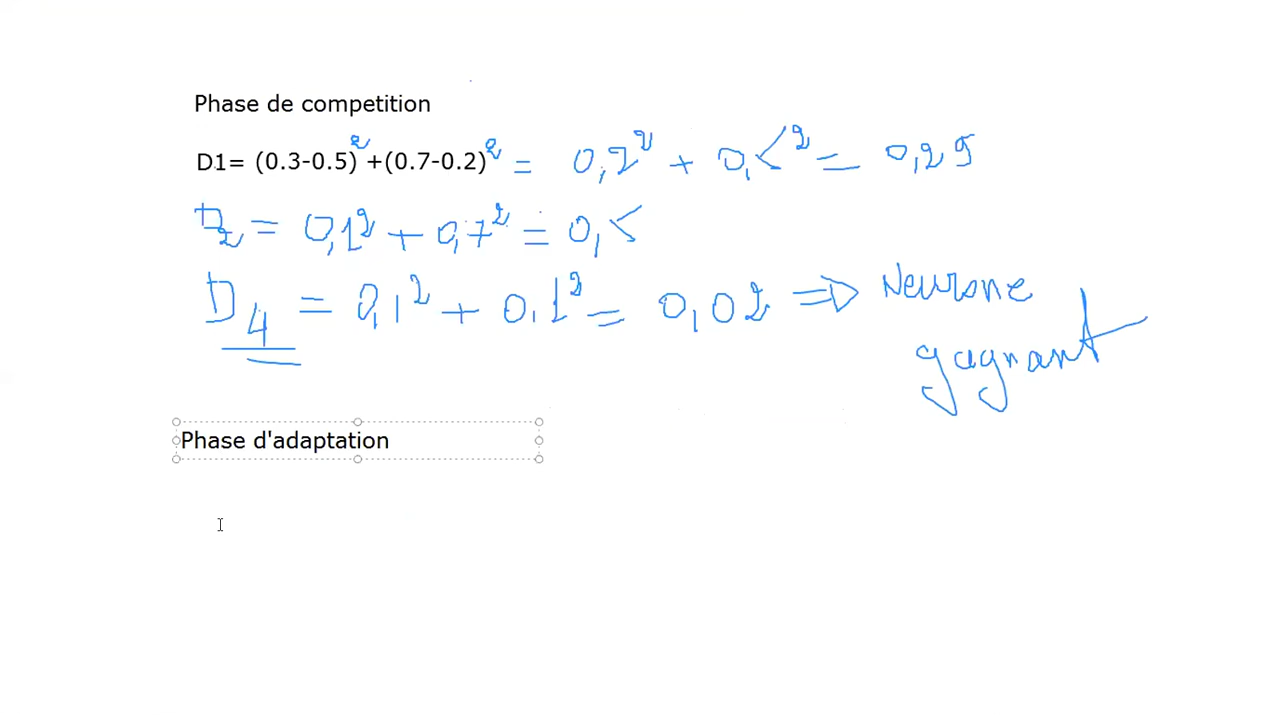 Phase de competition
D1= (0.3-0.5)² +(0.7-0.2)² = 0,2² + 0,5² = 0,29
D2 = 0,1² + 0,7² = 0,5
D4 = 0,1² + 0,1² = 0,02 ⇒ Neurone
gagnant
Phase d'adaptation